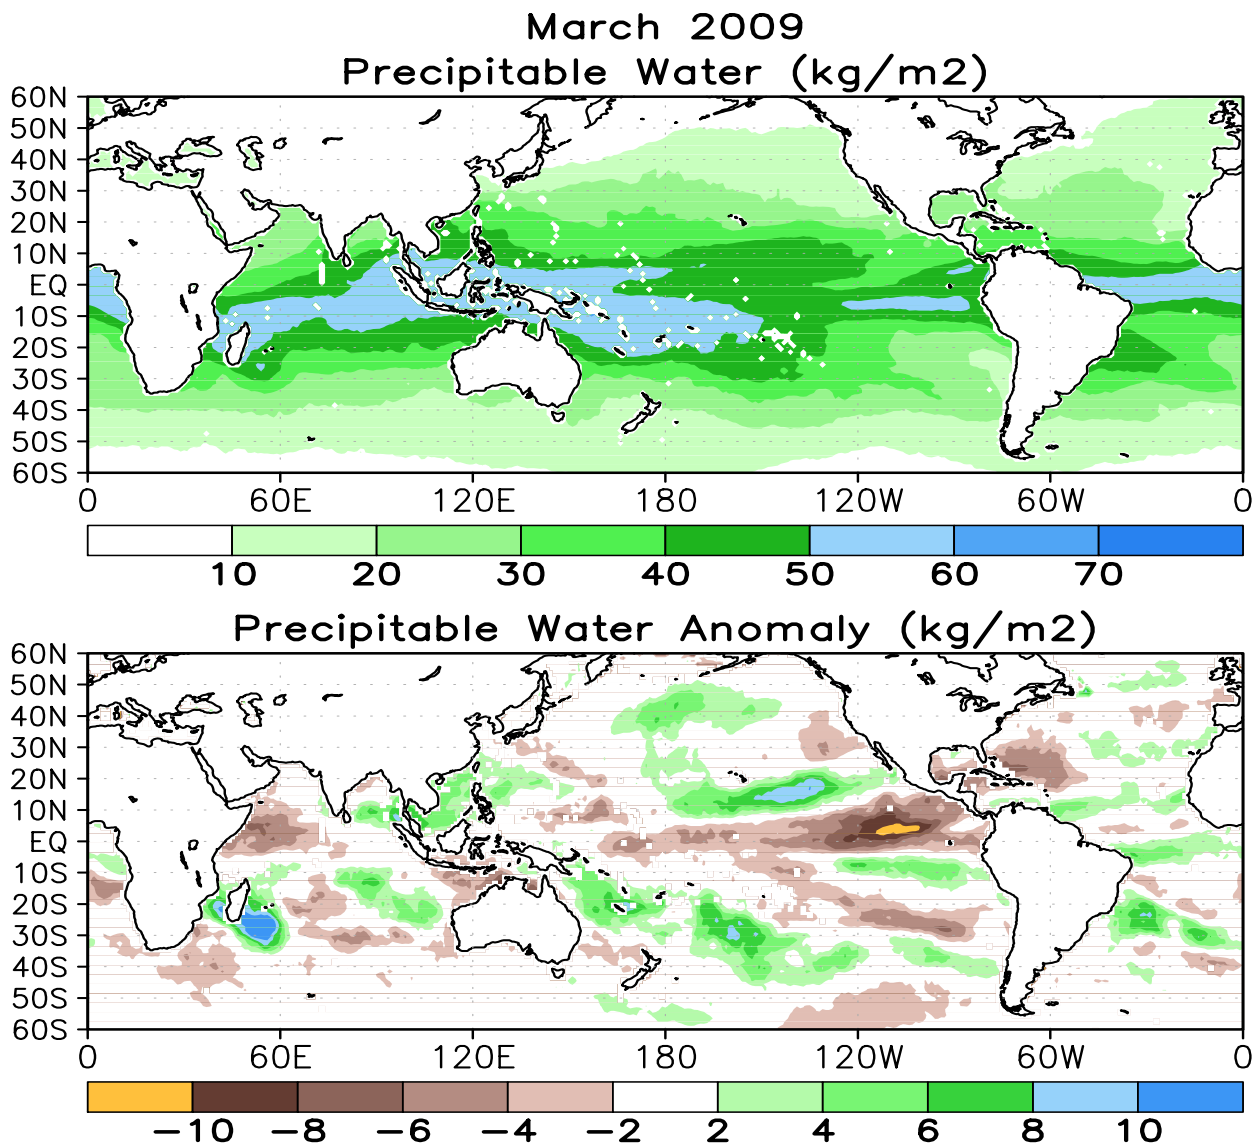 March 2009
Precipitable Water (kg/m2)
60N
50N
40N
30N
20N
10N
EQ
10S
20S
30S
40S
50S
60S
0 60E 120E 180 120W 60W 0
10 20 30 40 50 60 70
Precipitable Water Anomaly (kg/m2)
60N
50N
40N
30N
20N
10N
EQ
10S
20S
30S
40S
50S
60S
0 60E 120E 180 120W 60W 0
−10 −8 −6 −4 −2 2 4 6 8 10